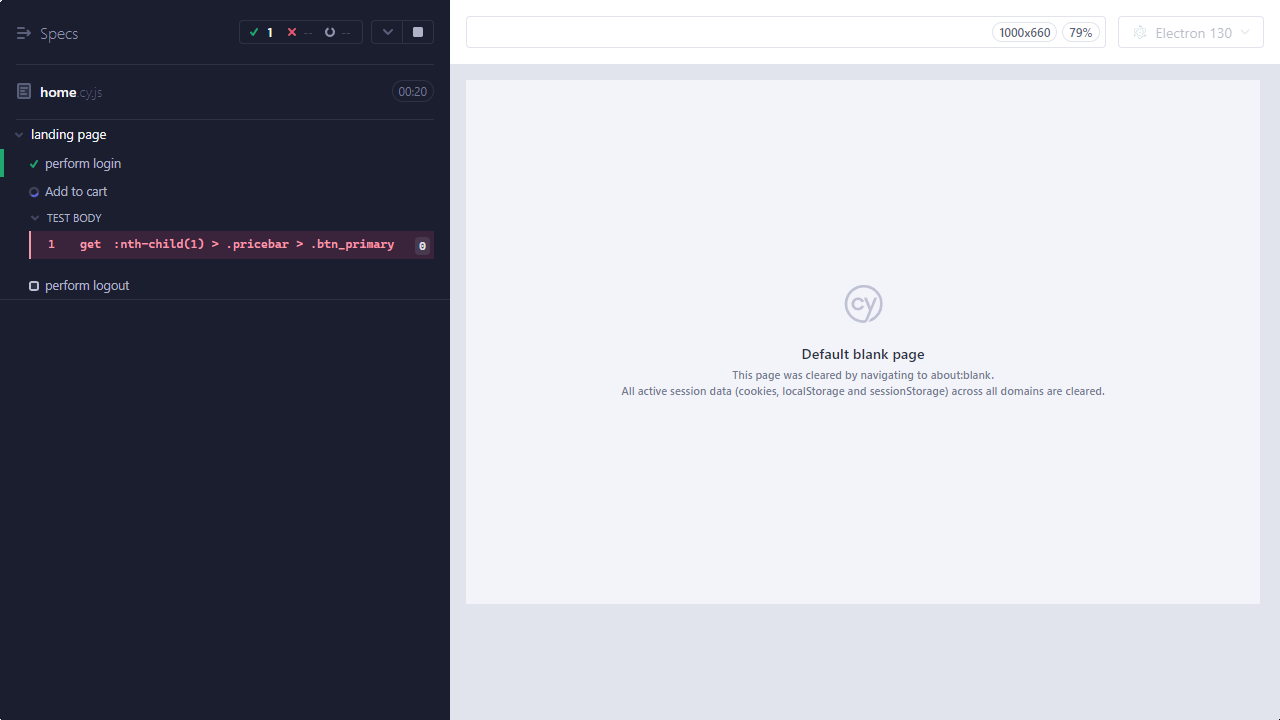 Specs
1
--
--
home.cy.js
00:20
landing page
perform login
Add to cart
TEST BODY
1 get :nth-child(1) > .pricebar > .btn_primary 0
perform logout
1000x660
79%
Electron 130
cy
Default blank page
This page was cleared by navigating to about:blank.
All active session data (cookies, localStorage and sessionStorage) across all domains are cleared.